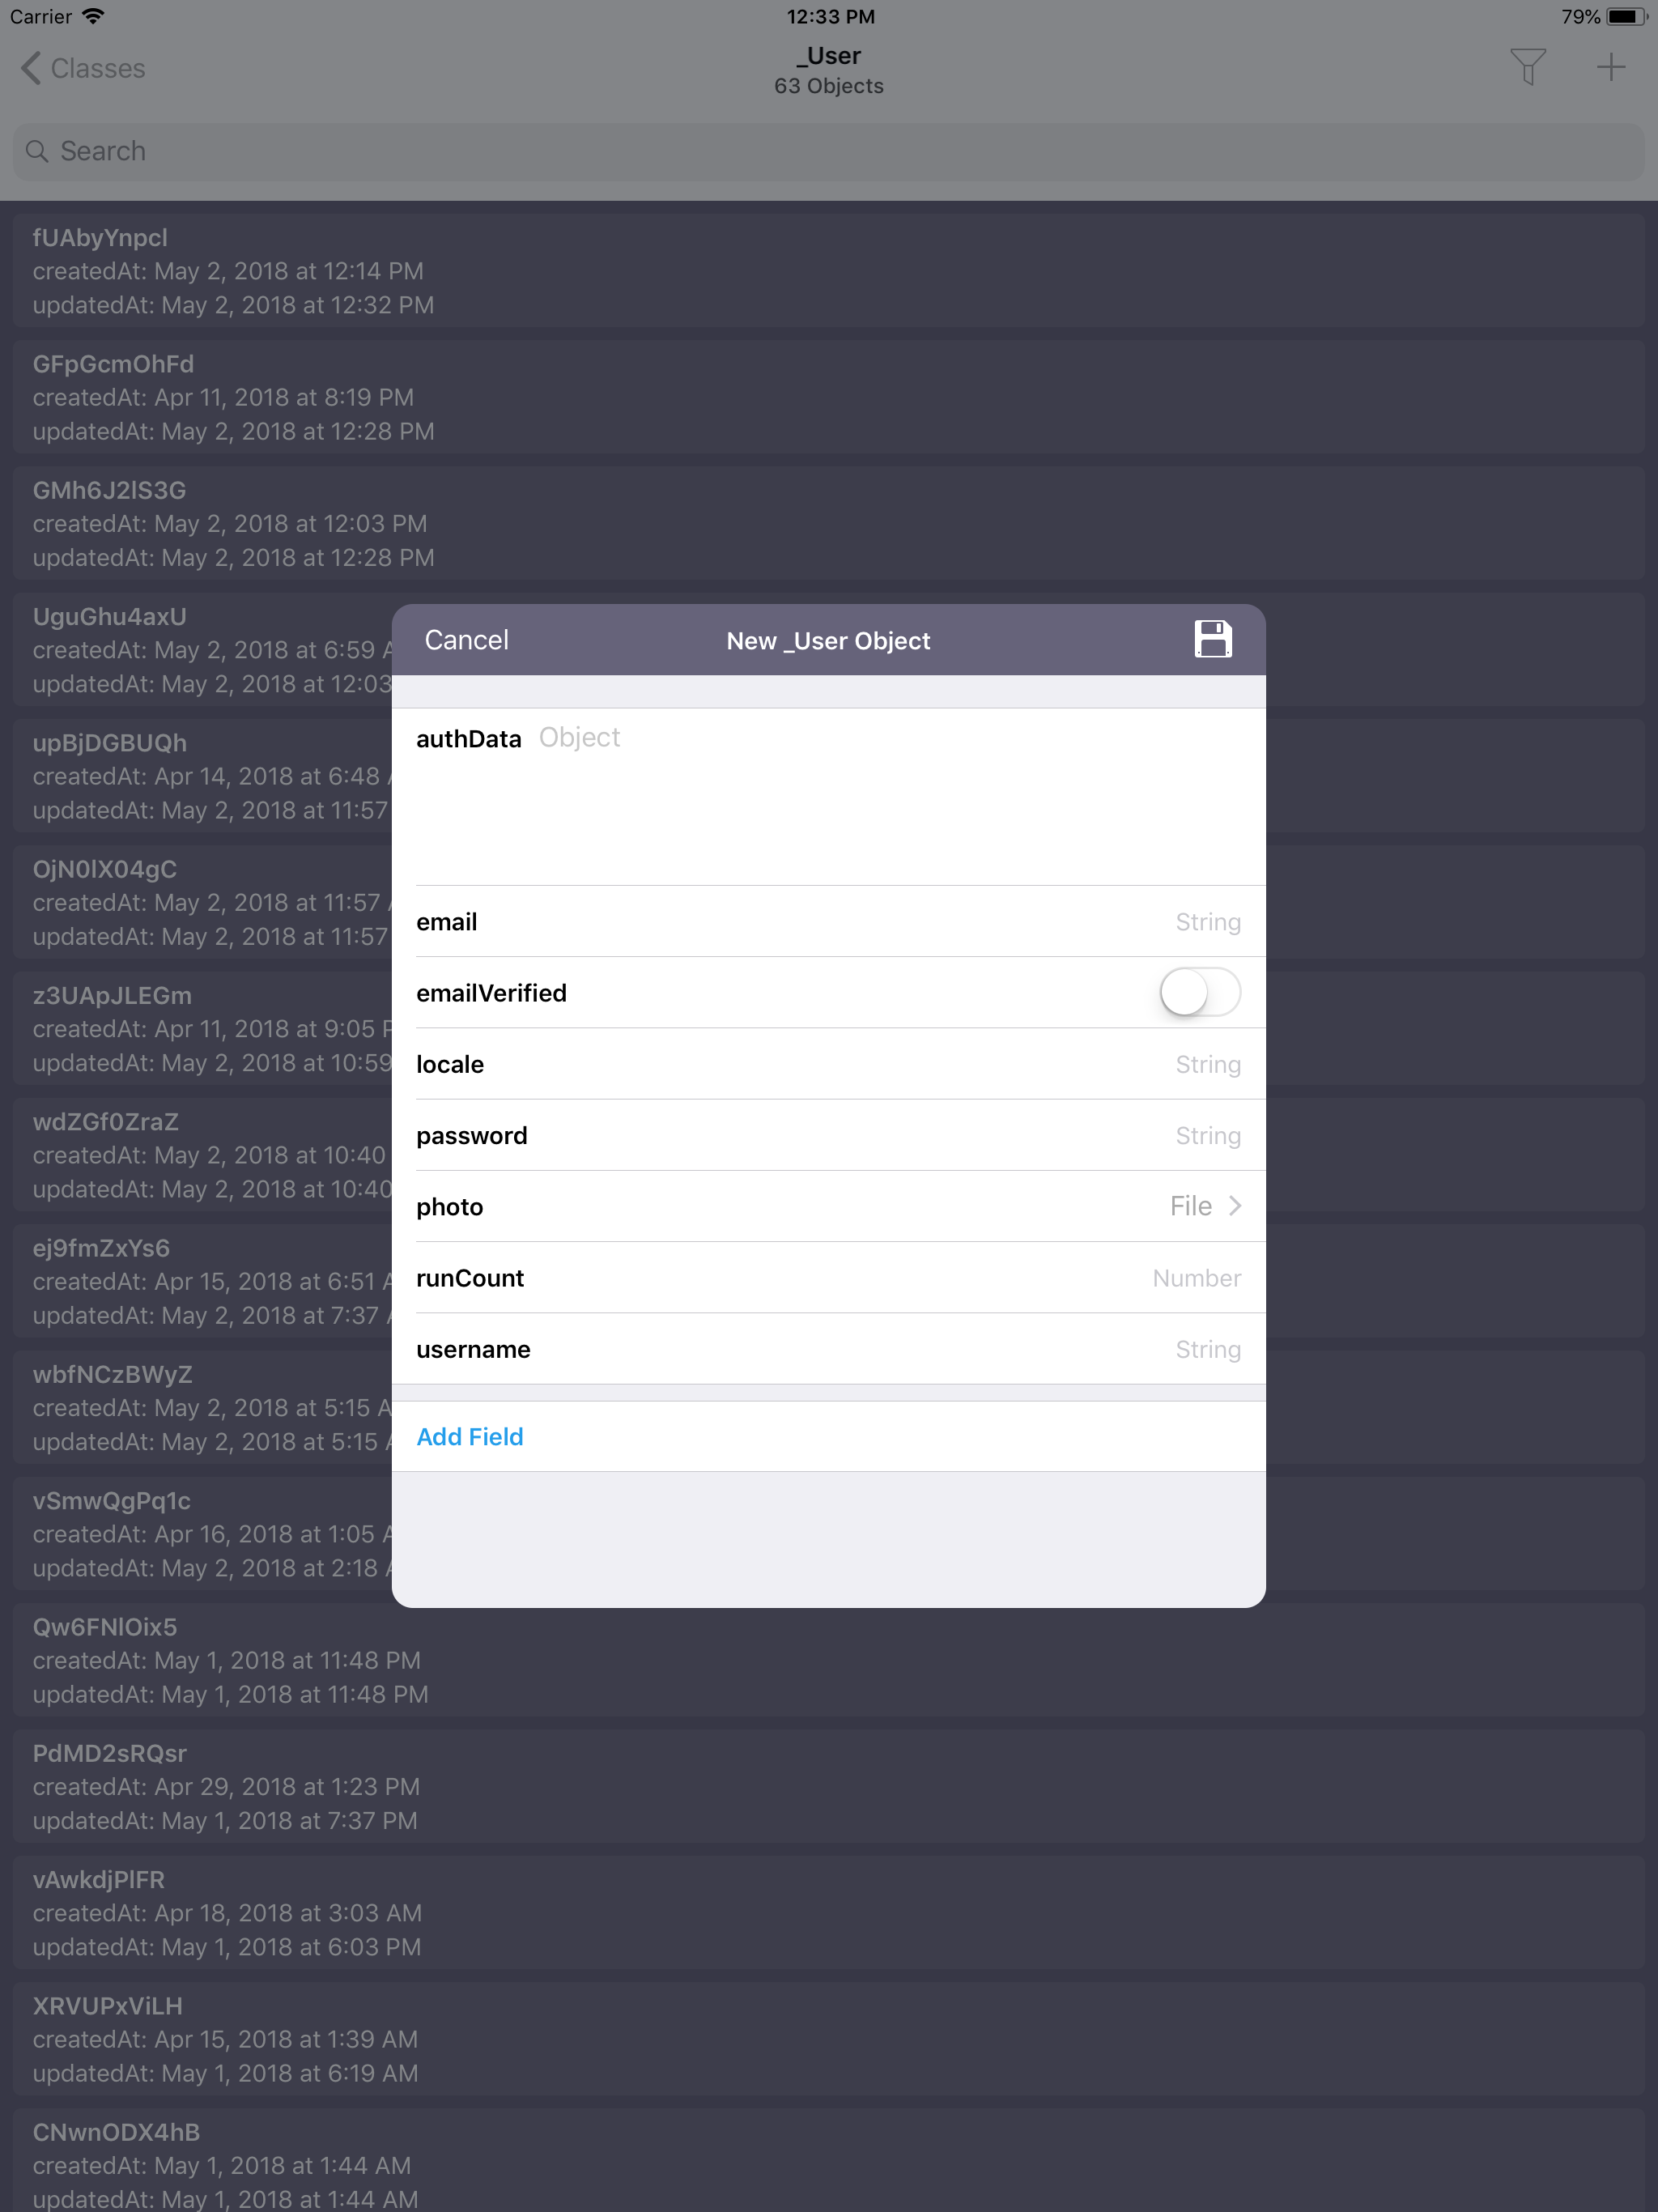 Carrier 12:33 PM 79%
Classes
_User
63 Objects
Search
fUAbyYnpcl
createdAt: May 2, 2018 at 12:14 PM
updatedAt: May 2, 2018 at 12:32 PM
GFpGcmOhFd
createdAt: Apr 11, 2018 at 8:19 PM
updatedAt: May 2, 2018 at 12:28 PM
GMh6J2lS3G
createdAt: May 2, 2018 at 12:03 PM
updatedAt: May 2, 2018 at 12:28 PM
UguGhu4axU
createdAt: May 2, 2018 at 6:59 A
updatedAt: May 2, 2018 at 12:03
upBjDGBUQh
createdAt: Apr 14, 2018 at 6:48
updatedAt: May 2, 2018 at 11:57
OjN0lX04gC
createdAt: May 2, 2018 at 11:57
updatedAt: May 2, 2018 at 11:57
z3UApJLEGm
createdAt: Apr 11, 2018 at 9:05 P
updatedAt: May 2, 2018 at 10:59
wdZGf0ZraZ
createdAt: May 2, 2018 at 10:40
updatedAt: May 2, 2018 at 10:40
ej9fmZxYs6
createdAt: Apr 15, 2018 at 6:51 A
updatedAt: May 2, 2018 at 7:37
wbfNCzBWyZ
createdAt: May 2, 2018 at 5:15 A
updatedAt: May 2, 2018 at 5:15
vSmwQgPq1c
createdAt: Apr 16, 2018 at 1:05 A
updatedAt: May 2, 2018 at 2:18
Qw6FNlOix5
createdAt: May 1, 2018 at 11:48 PM
updatedAt: May 1, 2018 at 11:48 PM
PdMD2sRQsr
createdAt: Apr 29, 2018 at 1:23 PM
updatedAt: May 1, 2018 at 7:37 PM
vAwkdjPlFR
createdAt: Apr 18, 2018 at 3:03 AM
updatedAt: May 1, 2018 at 6:03 PM
XRVUPxViLH
createdAt: Apr 15, 2018 at 1:39 AM
updatedAt: May 1, 2018 at 6:19 AM
CNwnODX4hB
createdAt: May 1, 2018 at 1:44 AM
updatedAt: May 1, 2018 at 1:44 AM
Cancel New _User Object
authData Object
email String
emailVerified
locale String
password String
photo File
runCount Number
username String
Add Field